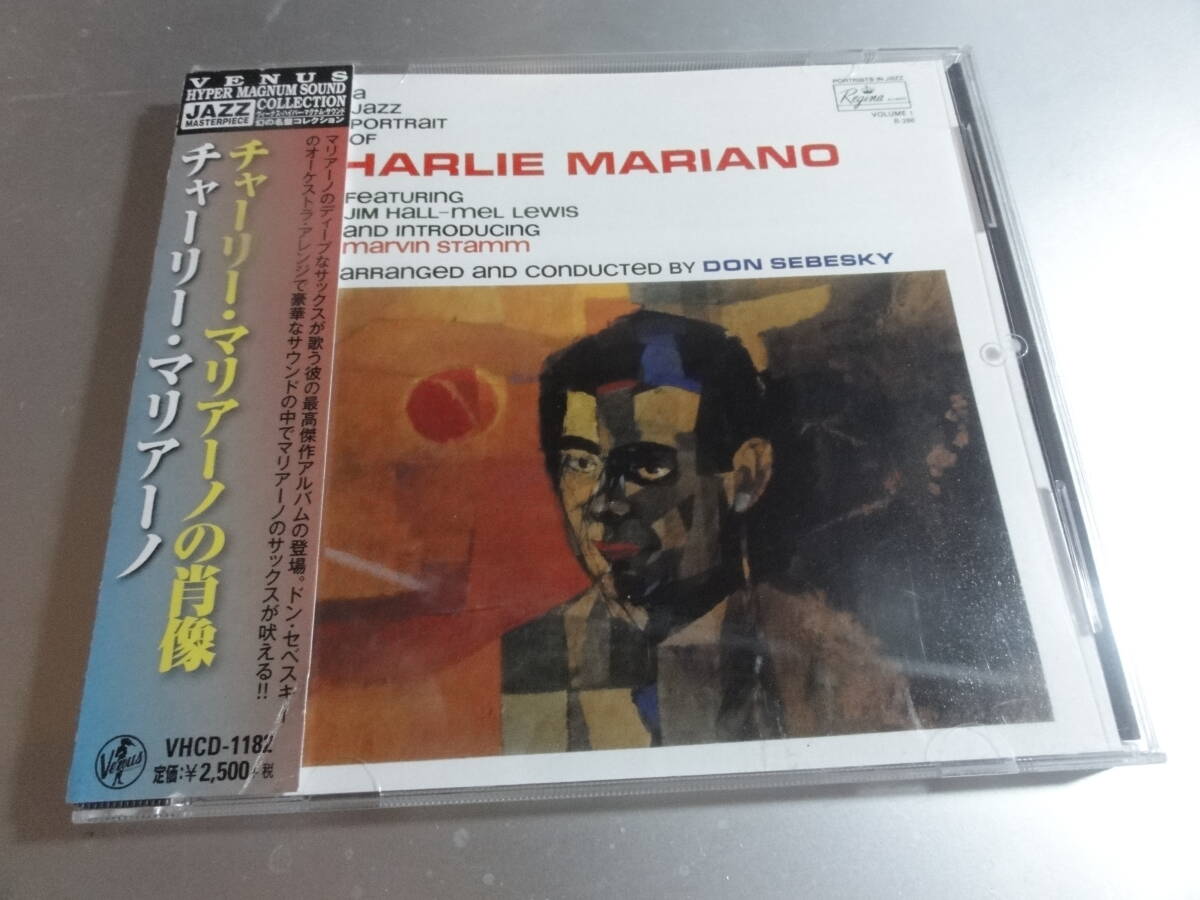 VENUS
HYPER MAGNUM SOUND
COLLECTION
JAZZ
MASTERPIECE
ヴィーナス・ハイパー・マグナム・サウンド
幻の名盤コレクション
チャーリー・マリアーノの肖像
チャーリー・マリアーノ
マリアーノのディープなサックスが歌う彼の最高傑作アルバムの登場。ドン・セベスキー
のオーケストラ・アレンジで豪華なサウンドの中でマリアーノのサックスが吠える!!
Venus
VHCD-1182
定価:¥2,500+税
a
Jazz
PORTRAIT
OF
HARLIE MARIANO
Featuring
JIM Hall-Mel Lewis
and Introducing
Marvin Stamm
arranged and conducted by DON SEBESKY
PORTRAITS IN JAZZ
Regina
VOLUME 1